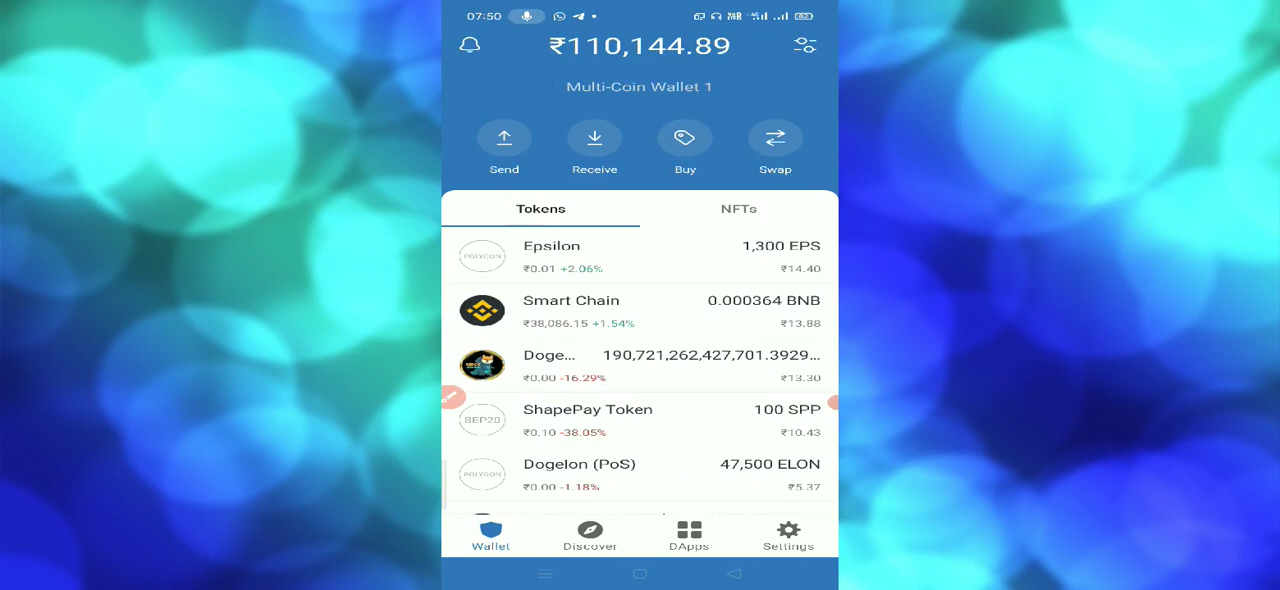 07:50
₹110,144.89
Multi-Coin Wallet 1
Send Receive Buy Swap
Tokens NFTs
POLYGON Epsilon 1,300 EPS
₹0.01 +2.06% ₹14.40
Smart Chain 0.000364 BNB
₹38,086.15 +1.54% ₹13.88
Doge... 190,721,262,427,701.3929...
₹0.00 -16.29% ₹13.30
BEP20 ShapePay Token 100 SPP
₹0.10 -38.05% ₹10.43
POLYGON Dogelon (PoS) 47,500 ELON
₹0.00 -1.18% ₹5.37
Wallet Discover DApps Settings